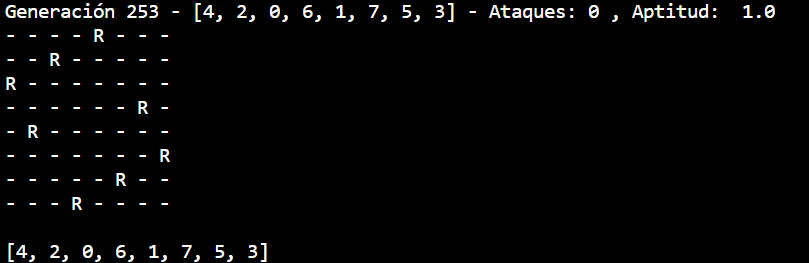 Generación 253 - [4, 2, 0, 6, 1, 7, 5, 3] - Ataques: 0 , Aptitud:  1.0
- - - - R - - -
- - R - - - - -
R - - - - - - -
- - - - - - R -
- R - - - - - -
- - - - - - - R
- - - - - R - -
- - - R - - - -
[4, 2, 0, 6, 1, 7, 5, 3]